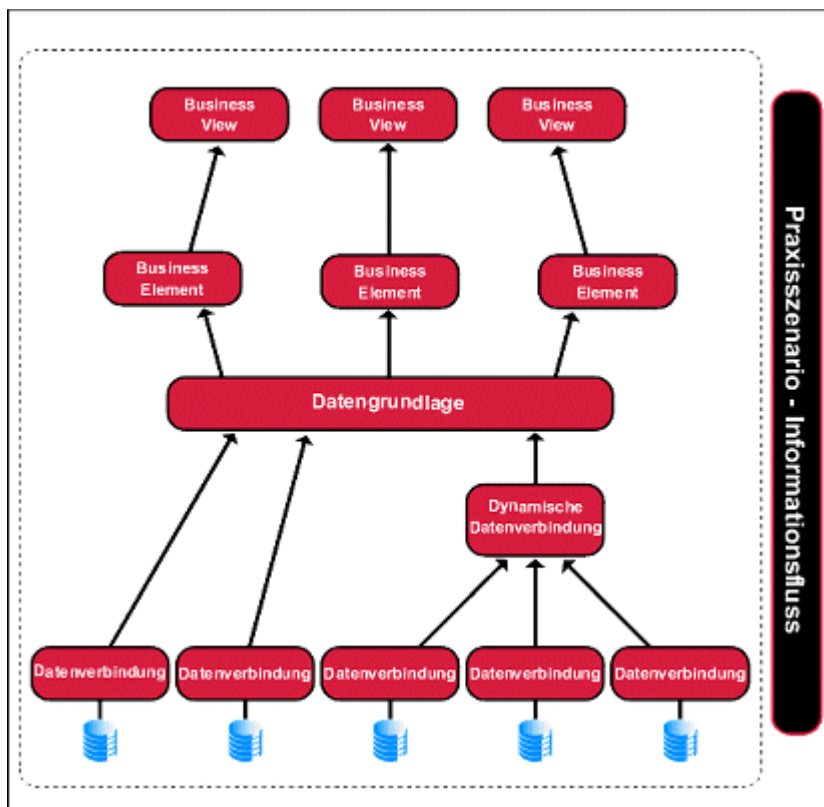 Business
View
Business
View
Business
View
Business
Element
Business
Element
Business
Element
Datengrundlage
Dynamische
Datenverbindung
Datenverbindung
Datenverbindung
Datenverbindung
Datenverbindung
Datenverbindung
Praxisszenario - Informationsfluss